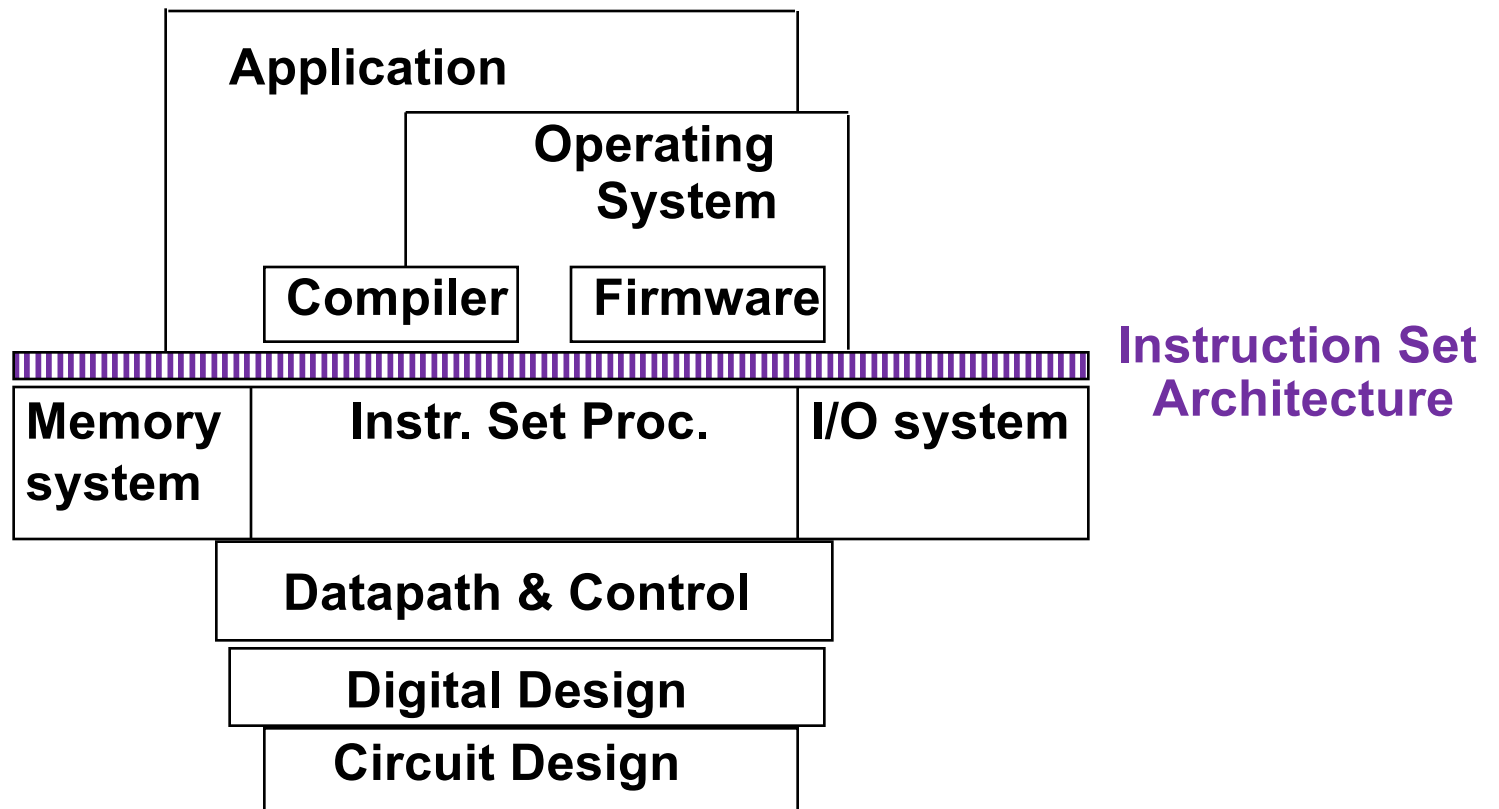 Application
Operating
System
Compiler
Firmware
Instruction Set
Architecture
Memory
system
Instr. Set Proc.
I/O system
Datapath & Control
Digital Design
Circuit Design